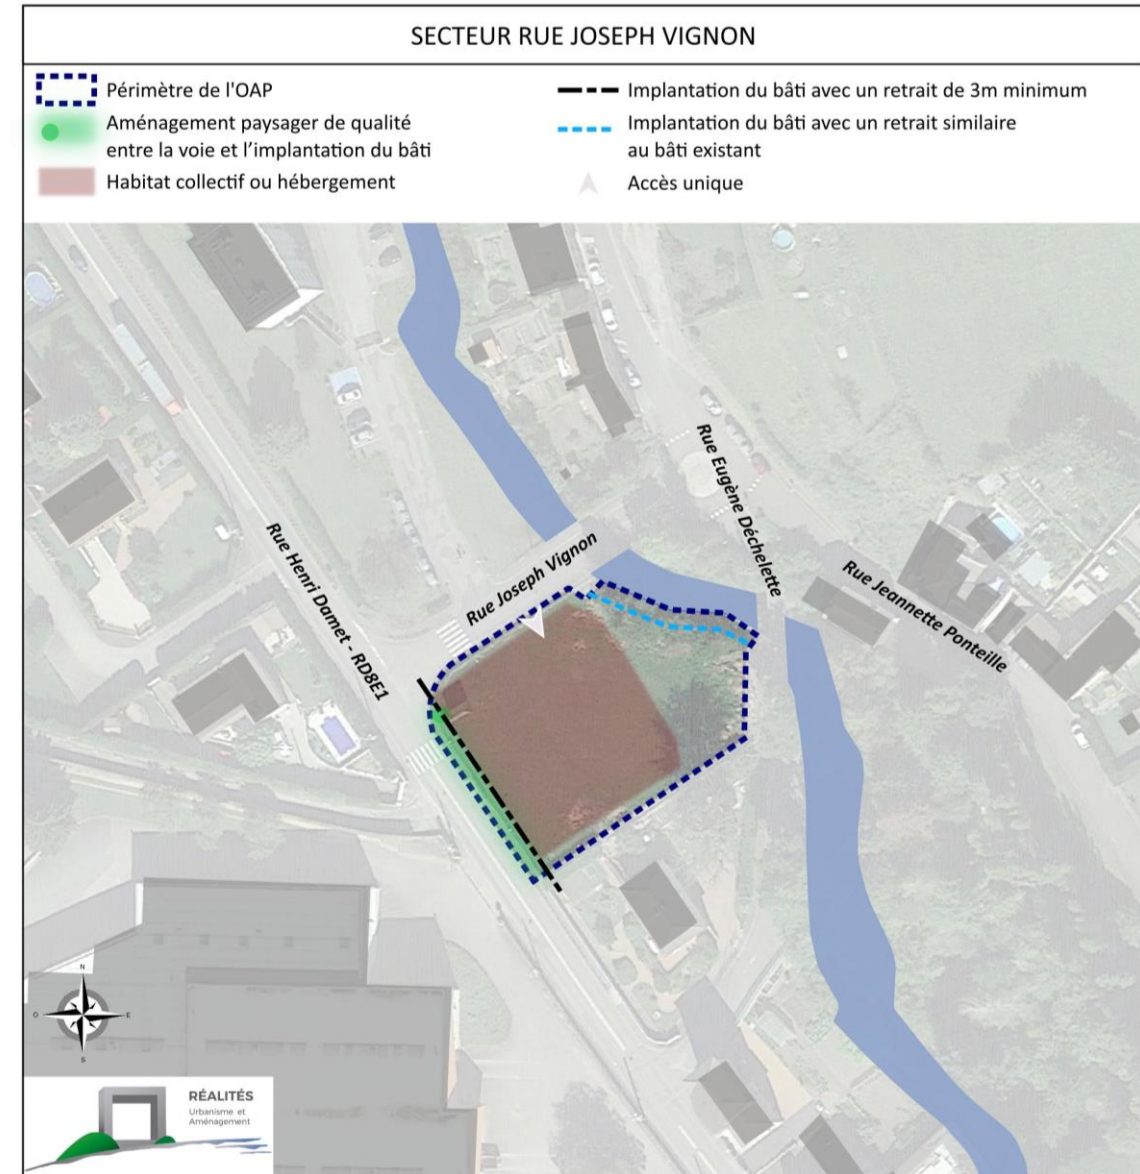 SECTEUR RUE JOSEPH VIGNON
Périmètre de l'OAP
Aménagement paysager de qualité
entre la voie et l'implantation du bâti
Habitat collectif ou hébergement
Implantation du bâti avec un retrait de 3m minimum
Implantation du bâti avec un retrait similaire
au bâti existant
Accès unique
Rue Eugène Déchelette
Rue Henri Damet - RD8E1
Rue Joseph Vignon
Rue Jeannette Ponteille
N
O
E
S
RÉALITÉS
Urbanisme et
Aménagement